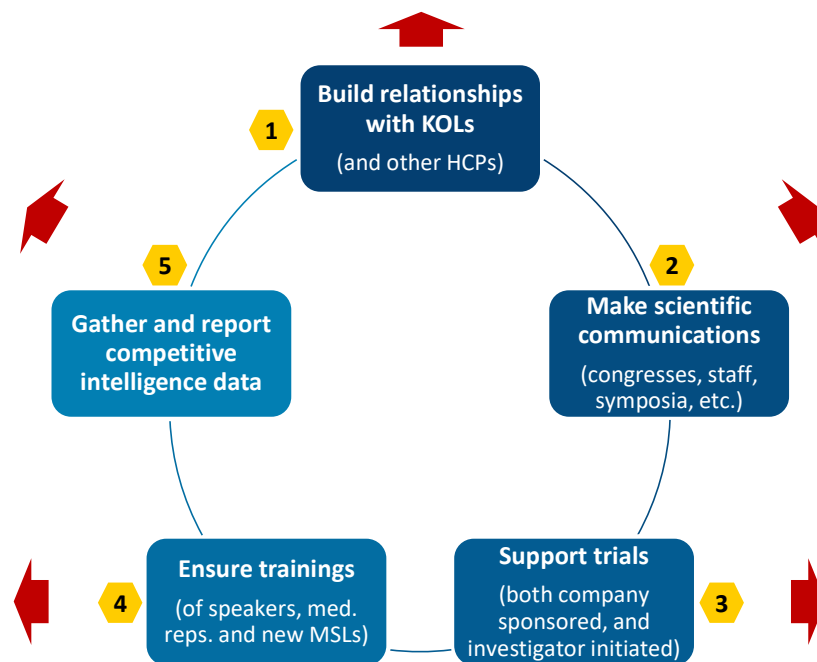 1
Build relationships
with KOLs
(and other HCPs)
2
Make scientific
communications
(congresses, staff,
symposia, etc.)
3
Support trials
(both company
sponsored, and
investigator initiated)
4
Ensure trainings
(of speakers, med.
reps. and new MSLs)
5
Gather and report
competitive
intelligence data